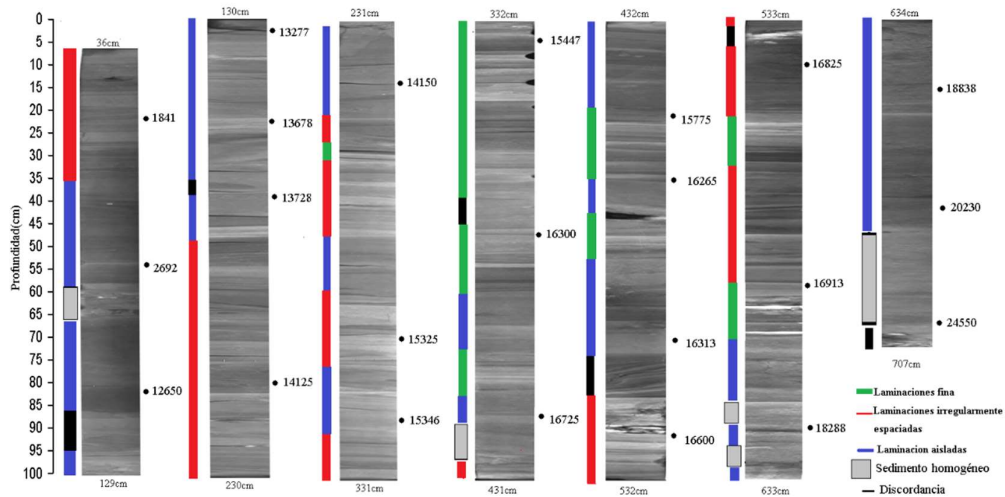 Profundidad(cm)
0
5
10
15
20
25
30
35
40
45
50
55
60
65
70
75
80
85
90
95
100
36cm
1841
2692
12650
129cm
130cm
13277
13678
13728
14125
230cm
231cm
14150
15325
15346
331cm
332cm
15447
16300
16725
431cm
432cm
15775
16265
16313
16600
532cm
533cm
16825
16913
18288
633cm
634cm
18838
20230
24550
707cm
Laminaciones fina
Laminaciones irregularmente
espaciadas
Laminacion aisladas
Sedimento homogéneo
Discordancia